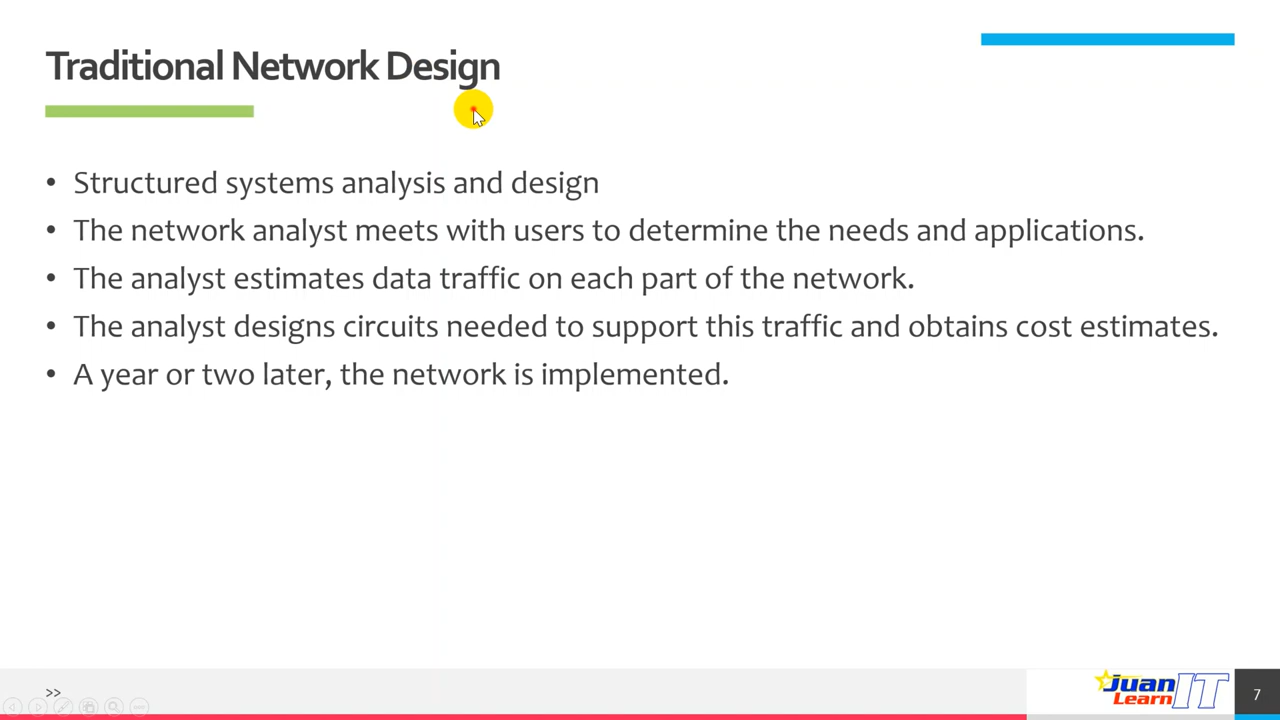 Traditional Network Design
• Structured systems analysis and design
• The network analyst meets with users to determine the needs and applications.
• The analyst estimates data traffic on each part of the network.
• The analyst designs circuits needed to support this traffic and obtains cost estimates.
• A year or two later, the network is implemented.
>>
Juan
Learn IT
7